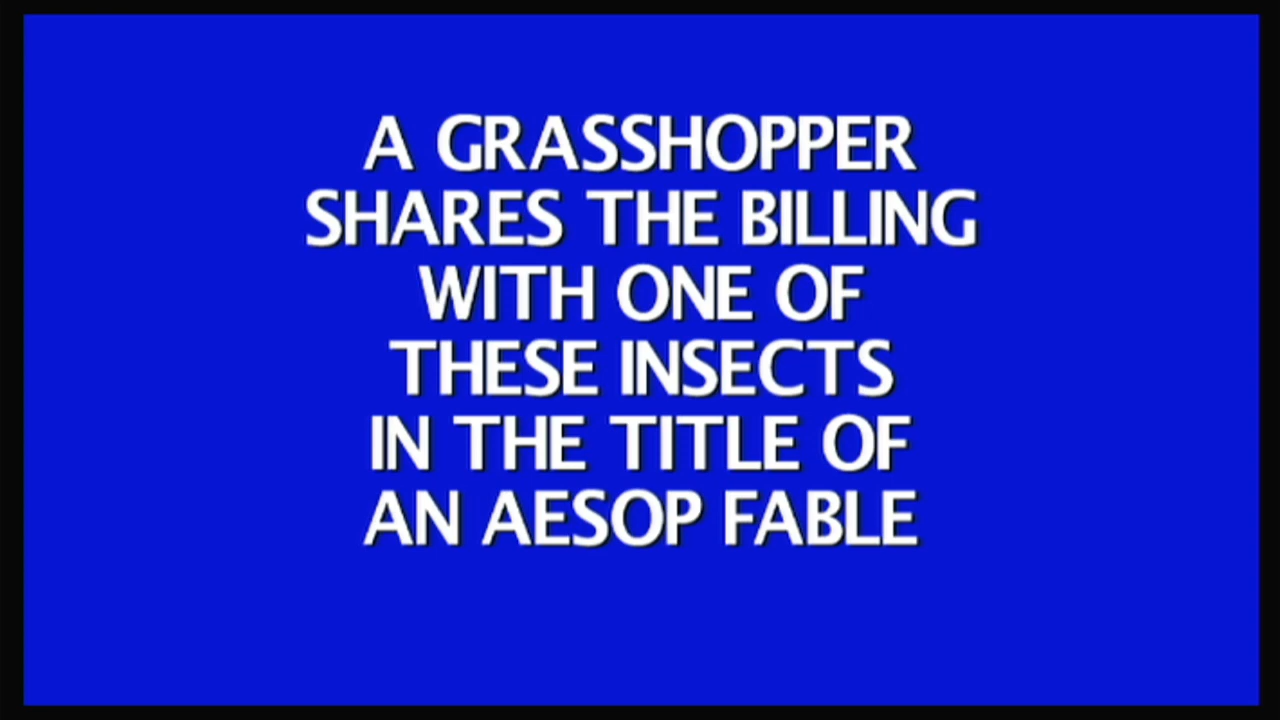 A GRASSHOPPER
SHARES THE BILLING
WITH ONE OF
THESE INSECTS
IN THE TITLE OF
AN AESOP FABLE